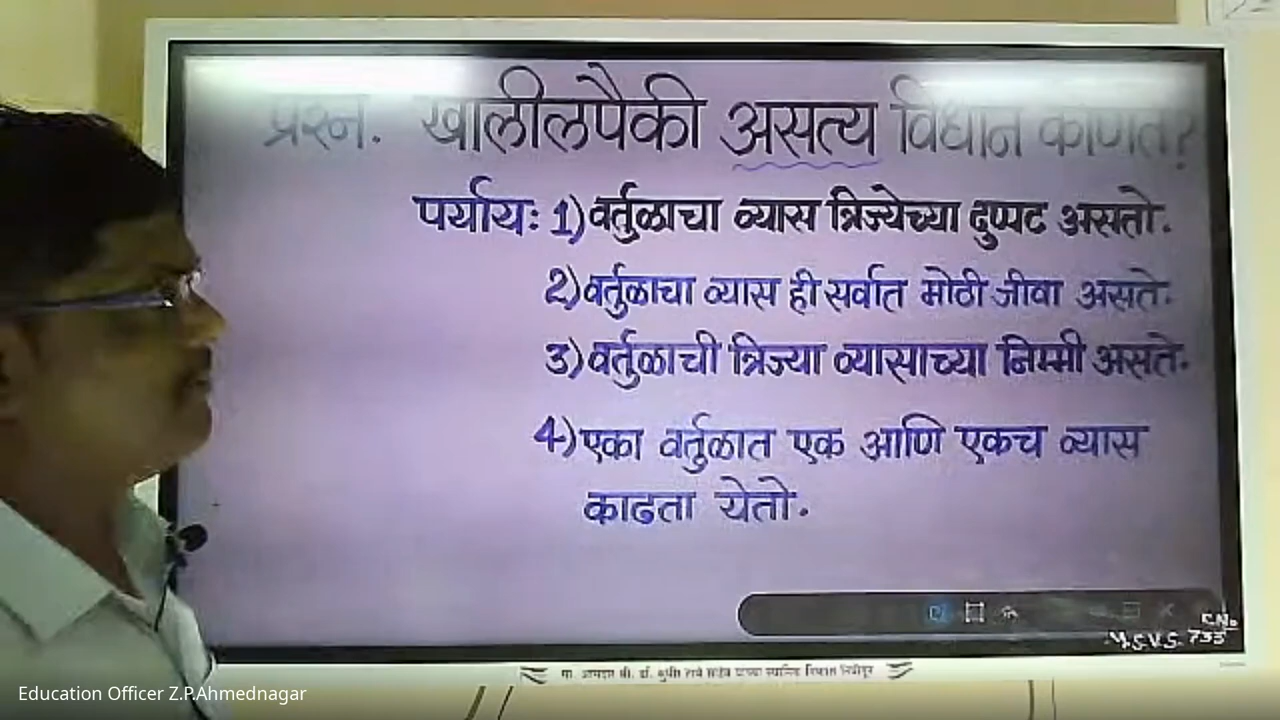 प्रश्न. खालीलपैकी असत्य विधान कोणते?
पर्यायः 1) वर्तुळाचा व्यास त्रिज्येच्या दुप्पट असतो.
2) वर्तुळाचा व्यास ही सर्वात मोठी जीवा असते.
3) वर्तुळाची त्रिज्या व्यासाच्या निम्मी असते.
4) एका वर्तुळात एक आणि एकच व्यास
काढता येतो.
Y.S.V.S. 733
Education Officer Z.P.Ahmednagar